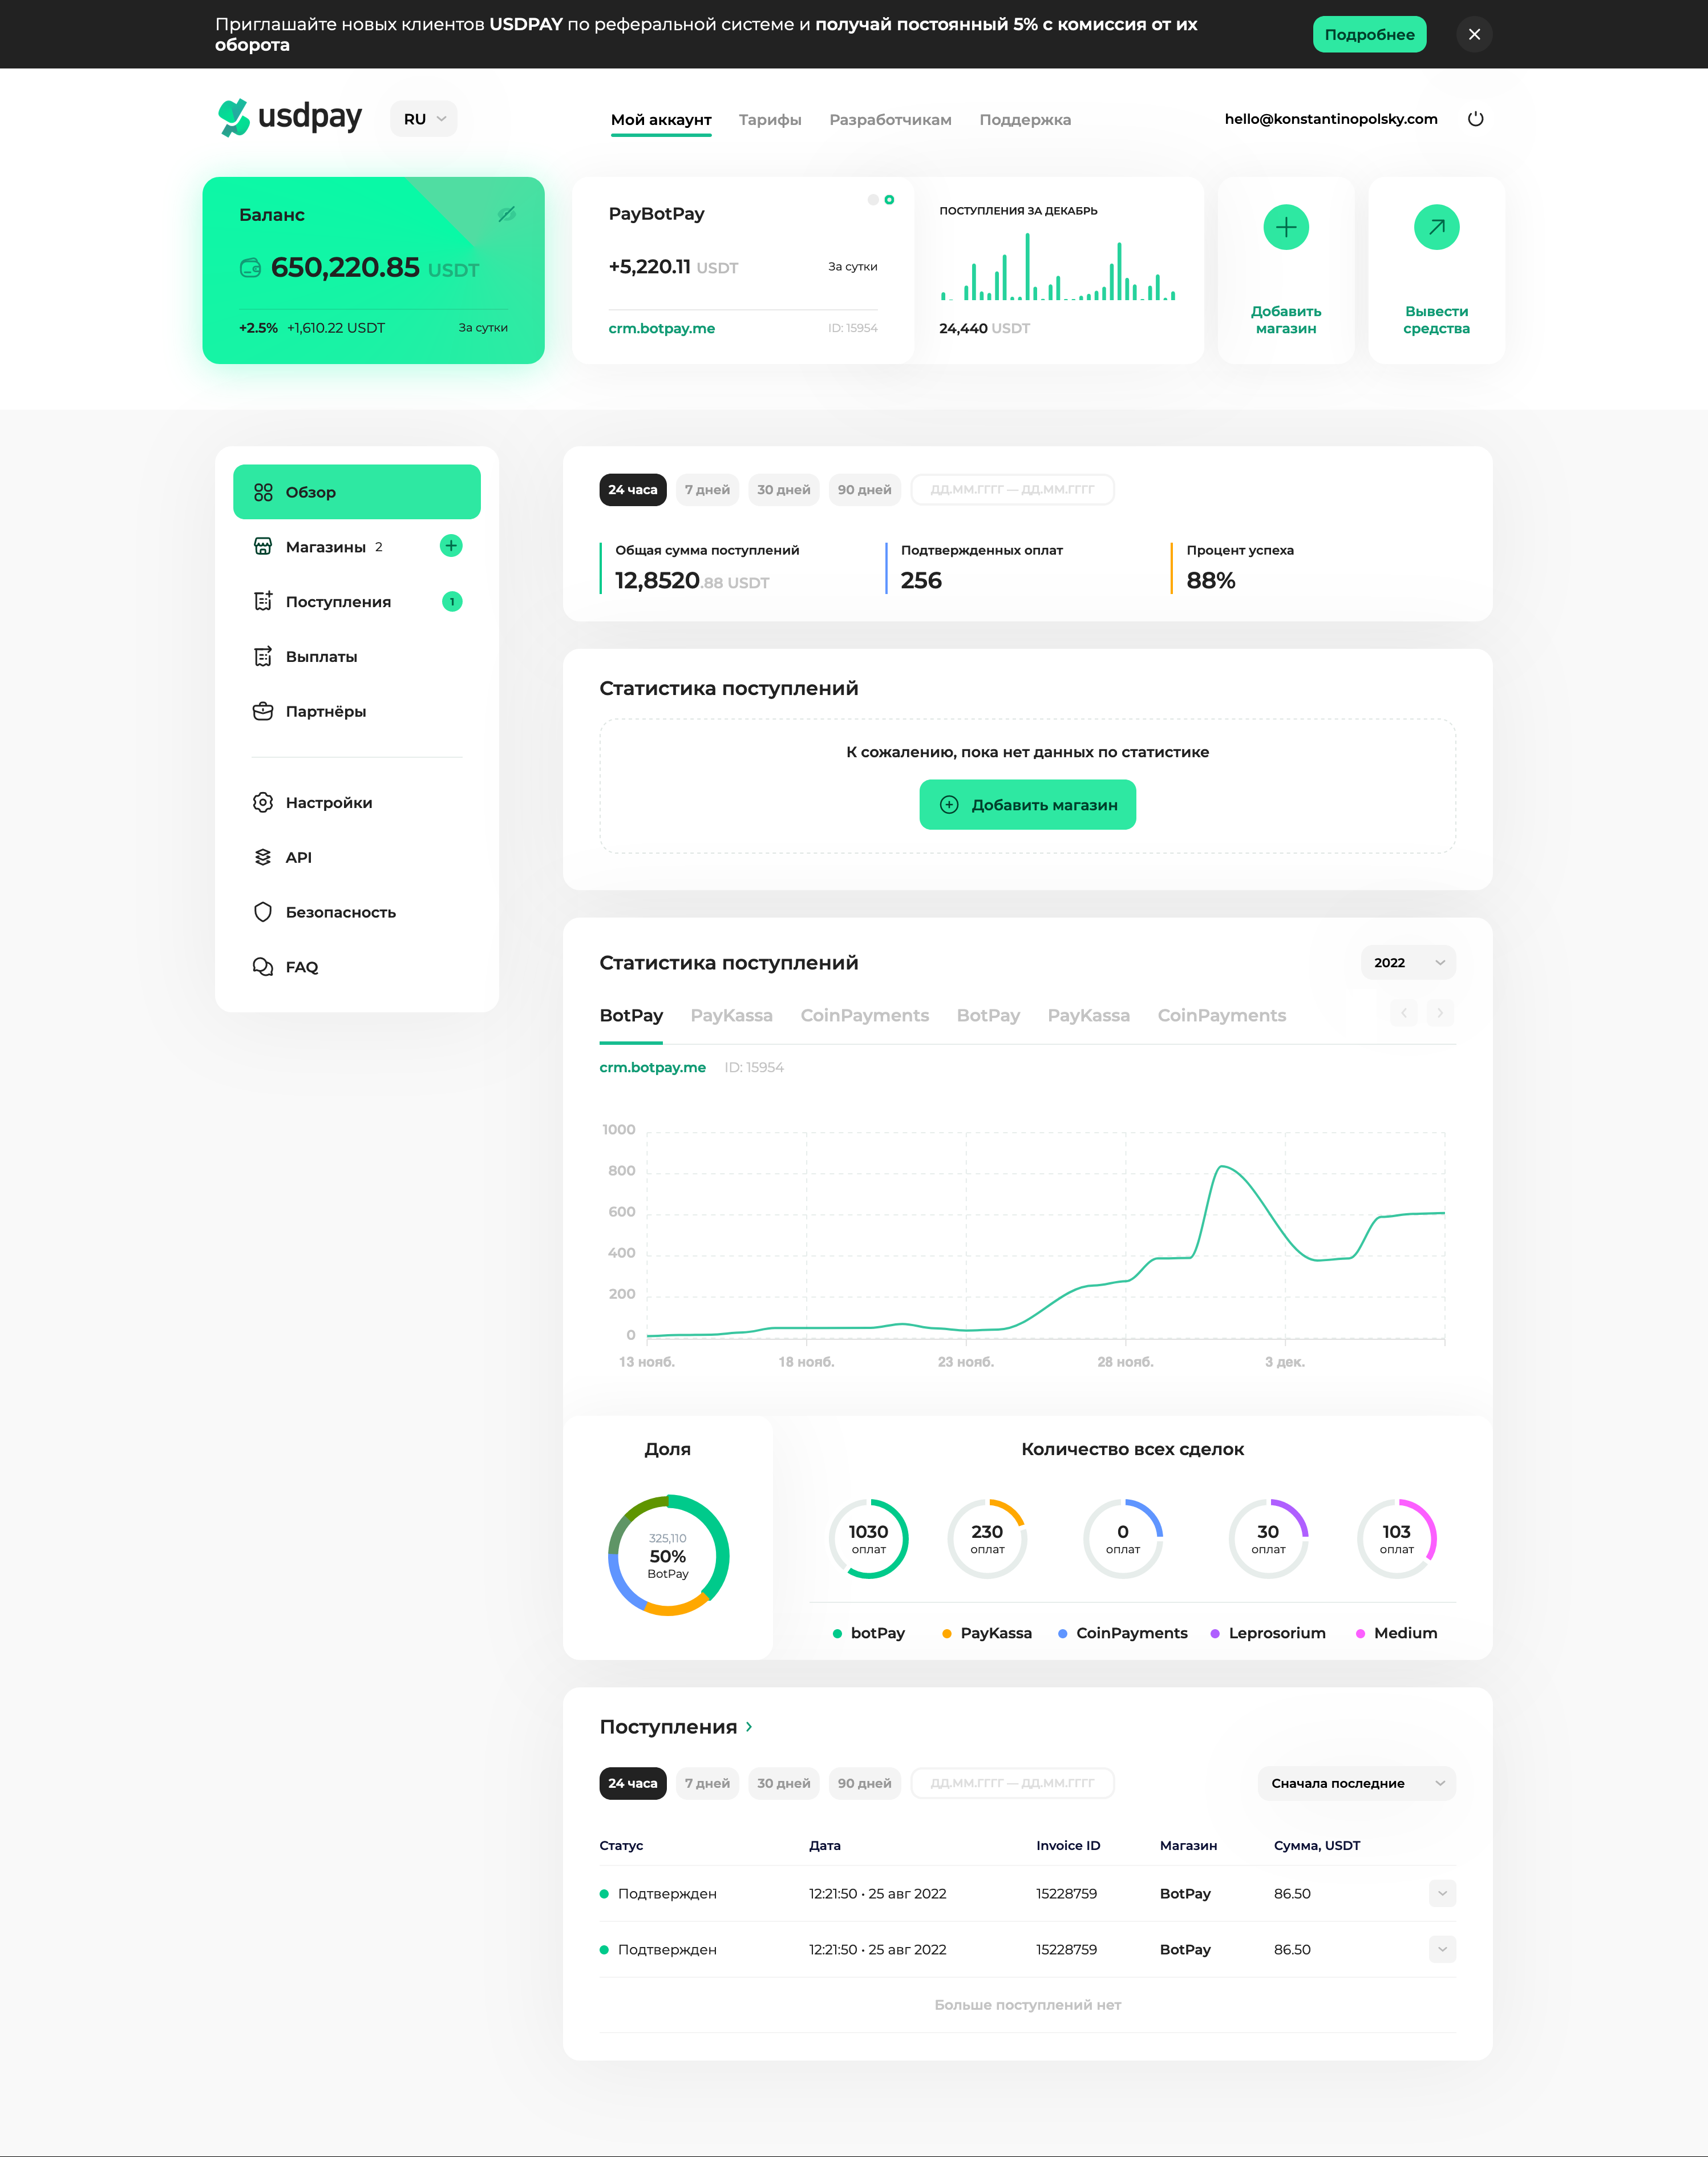 Приглашайте новых клиентов USDPAY по реферальной системе и получай постоянный 5% с комиссия от их
оборота
Подробнее
usdpay
RU
Мой аккаунт
Тарифы
Разработчикам
Поддержка
hello@konstantinopolsky.com
Баланс
650,220.85 USDT
+2.5% +1,610.22 USDT
За сутки
PayBotPay
+5,220.11 USDT
За сутки
crm.botpay.me
ID: 15954
ПОСТУПЛЕНИЯ ЗА ДЕКАБРЬ
24,440 USDT
Добавить
магазин
Вывести
средства
Обзор
Магазины 2
Поступления
1
Выплаты
Партнёры
Настройки
API
Безопасность
FAQ
24 часа
7 дней
30 дней
90 дней
ДД.ММ.ГГГГ — ДД.ММ.ГГГГ
Общая сумма поступлений
12,8520.88 USDT
Подтвержденных оплат
256
Процент успеха
88%
Статистика поступлений
К сожалению, пока нет данных по статистике
Добавить магазин
Статистика поступлений
2022
BotPay
PayKassa
CoinPayments
BotPay
PayKassa
CoinPayments
crm.botpay.me
ID: 15954
1000
800
600
400
200
0
13 нояб.
18 нояб.
23 нояб.
28 нояб.
3 дек.
Доля
325,110
50%
BotPay
Количество всех сделок
1030
оплат
230
оплат
0
оплат
30
оплат
103
оплат
botPay
PayKassa
CoinPayments
Leprosorium
Medium
Поступления
24 часа
7 дней
30 дней
90 дней
ДД.ММ.ГГГГ — ДД.ММ.ГГГГ
Сначала последние
Статус
Дата
Invoice ID
Магазин
Сумма, USDT
Подтвержден
12:21:50 • 25 авг 2022
15228759
BotPay
86.50
Подтвержден
12:21:50 • 25 авг 2022
15228759
BotPay
86.50
Больше поступлений нет